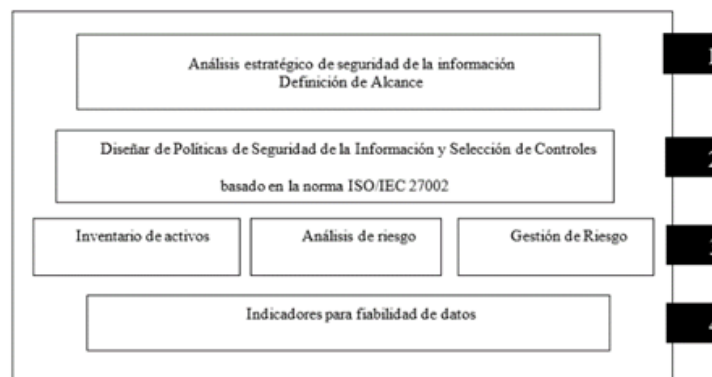 Análisis estratégico de seguridad de la información
Definición de Alcance
1
Diseñar de Políticas de Seguridad de la Información y Selección de Controles
basado en la norma ISO/IEC 27002
2
Inventario de activos
Análisis de riesgo
Gestión de Riesgo
Indicadores para fiabilidad de datos